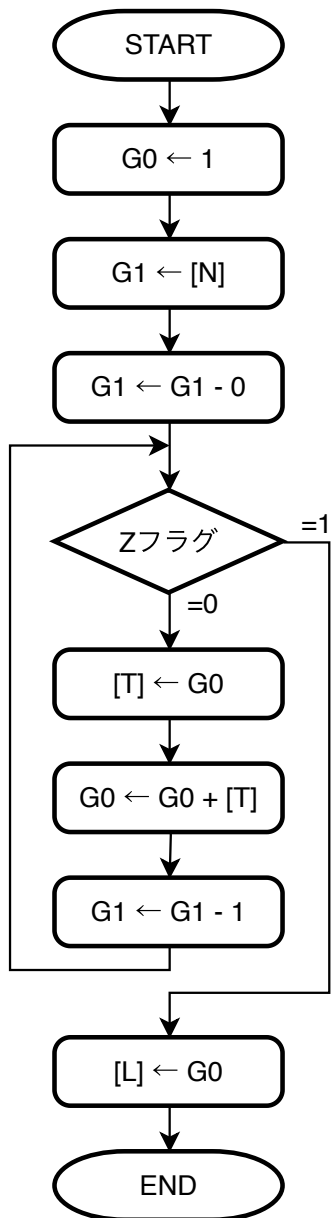 START
G0 ← 1
G1 ← [N]
G1 ← G1 - 0
Zフラグ
=1
=0
[T] ← G0
G0 ← G0 + [T]
G1 ← G1 - 1
[L] ← G0
END